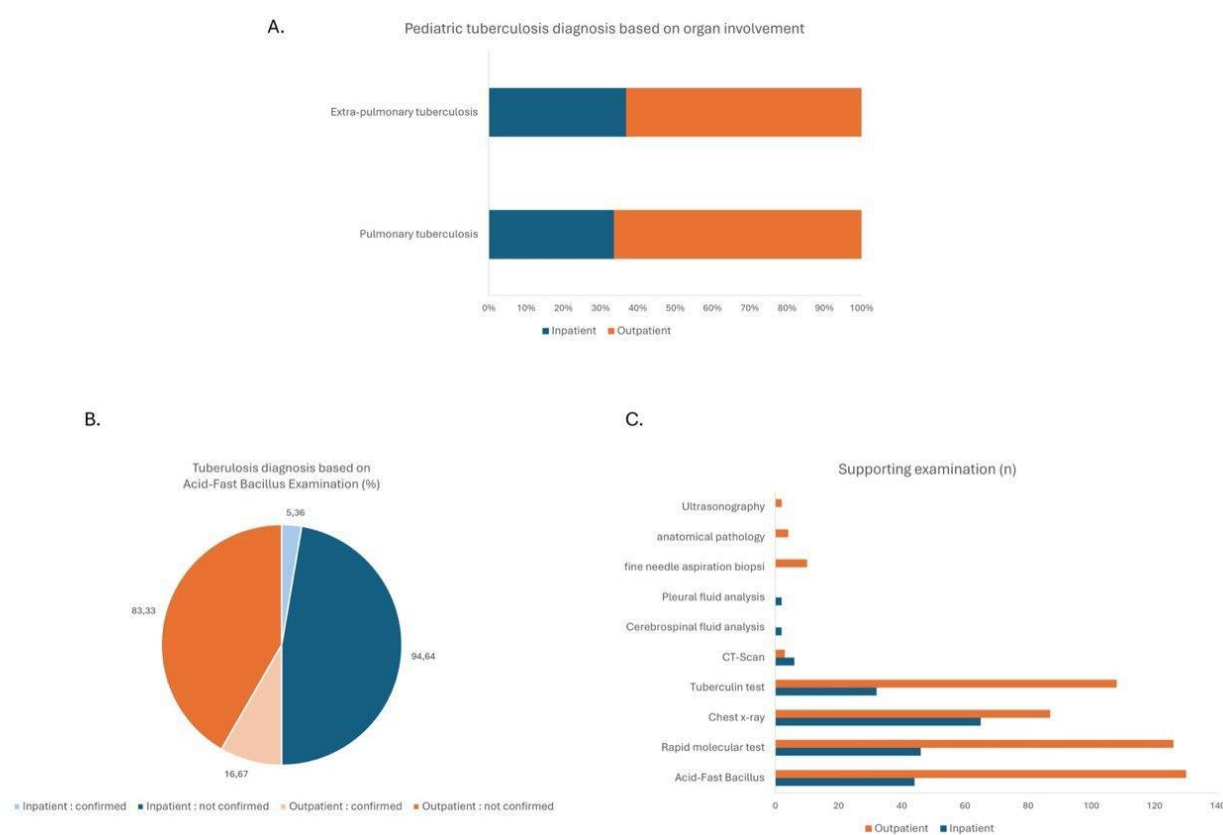 A.
Pediatric tuberculosis diagnosis based on organ involvement
Extra-pulmonary tuberculosis
Pulmonary tuberculosis
0% 10% 20% 30% 40% 50% 60% 70% 80% 90% 100%
Inpatient Outpatient
B.
Tuberulosis diagnosis based on
Acid-Fast Bacillus Examination (%)
5,36
83,33
94,64
16,67
Inpatient : confirmed Inpatient : not confirmed Outpatient : confirmed Outpatient : not confirmed
C.
Supporting examination (n)
Ultrasonography
anatomical pathology
fine needle aspiration biopsi
Pleural fluid analysis
Cerebrospinal fluid analysis
CT-Scan
Tuberculin test
Chest x-ray
Rapid molecular test
Acid-Fast Bacillus
0 20 40 60 80 100 120 140
Outpatient Inpatient